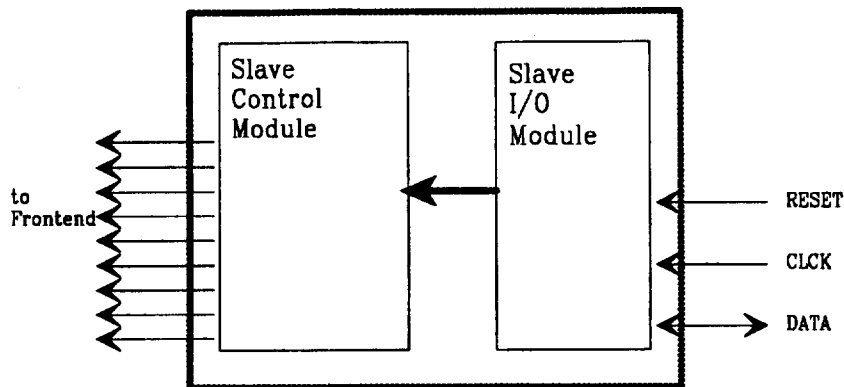 Slave
Control
Module
Slave
I/O
Module
to
Frontend
RESET
CLCK
DATA